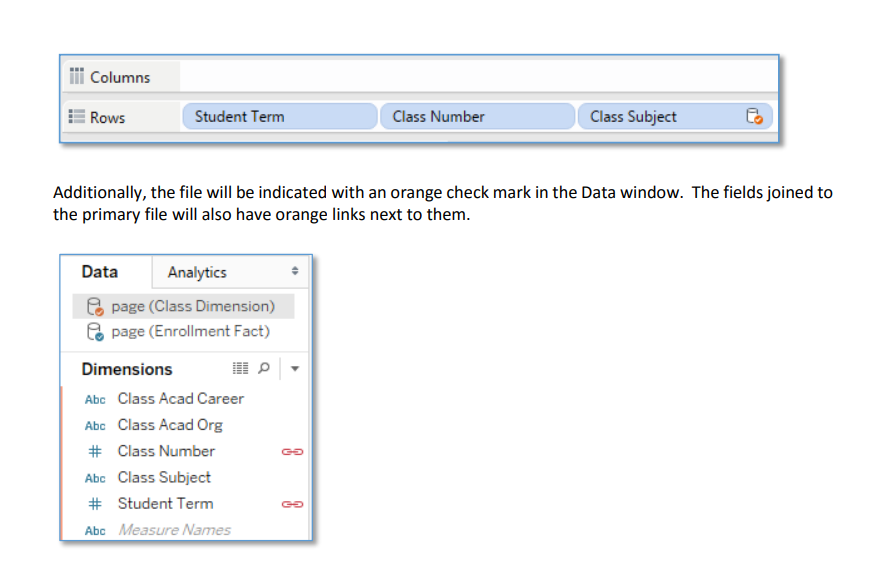 Columns
Rows Student Term Class Number Class Subject
Additionally, the file will be indicated with an orange check mark in the Data window.  The fields joined to
the primary file will also have orange links next to them.
Data Analytics
page (Class Dimension)
page (Enrollment Fact)
Dimensions
Abc Class Acad Career
Abc Class Acad Org
# Class Number
Abc Class Subject
# Student Term
Abc Measure Names